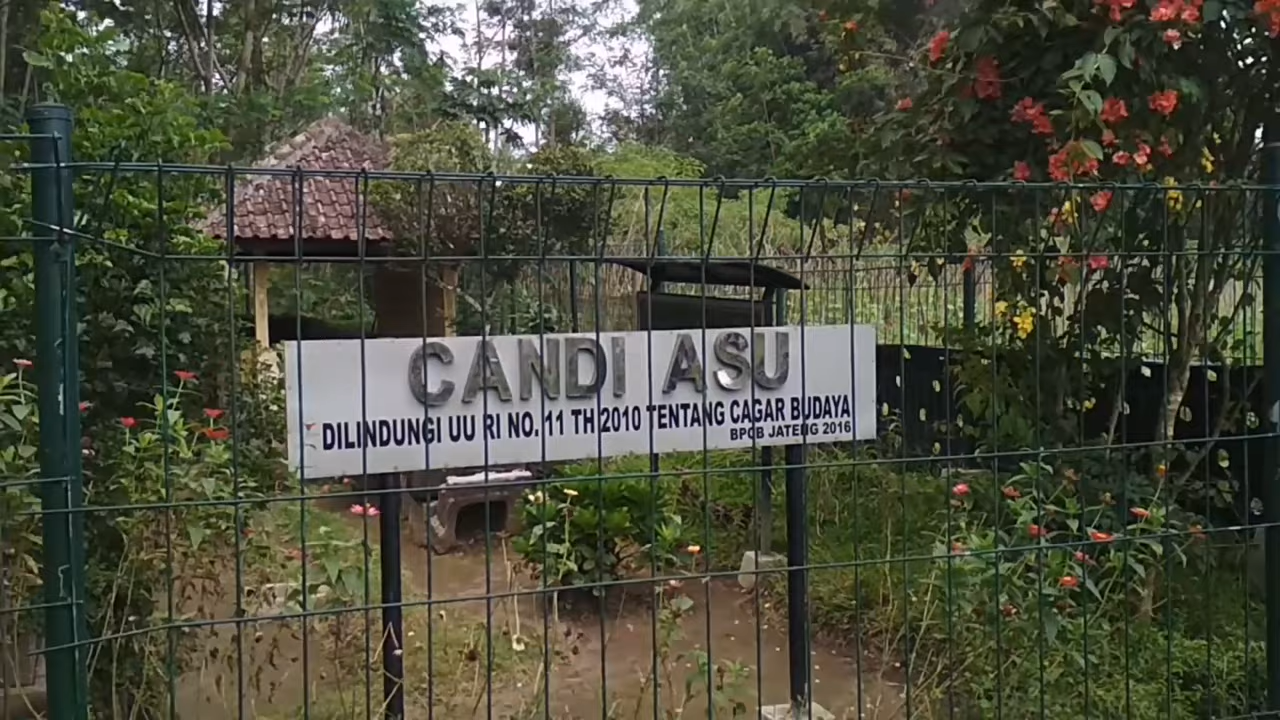 CANDI ASU
DILINDUNGI UU RI NO. 11 TH 2010 TENTANG CAGAR BUDAYA
BPCB JATENG 2016